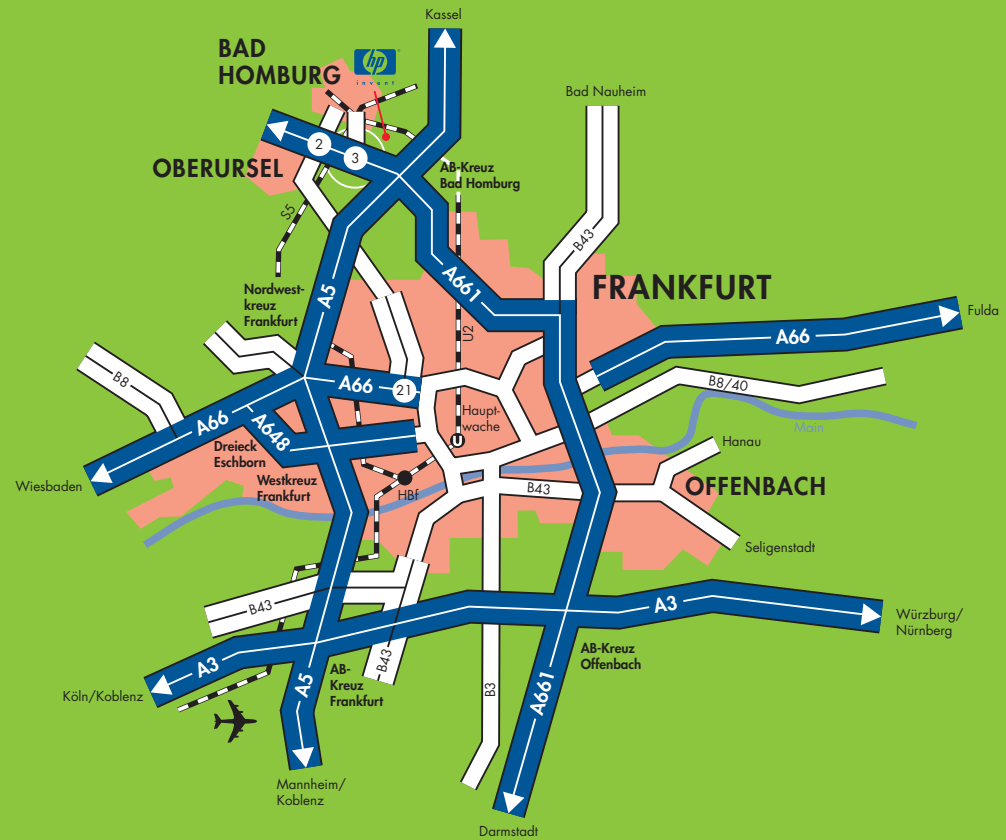 Kassel
BAD
HOMBURG
hp
invent
Bad Nauheim
2
3
OBERURSEL
AB-Kreuz
Bad Homburg
S5
B43
A661
A5
Nordwest-
kreuz
Frankfurt
FRANKFURT
Fulda
U2
A66
B8
A66
21
B8/40
Haupt-
wache
Main
A66
A648
Dreieck
Eschborn
Hanau
Wiesbaden
Westkreuz
Frankfurt
HBf
B43
OFFENBACH
Seligenstadt
B43
A3
Würzburg/
Nürnberg
AB-Kreuz
Offenbach
A3
B43
AB-
Kreuz
Frankfurt
Köln/Koblenz
A5
B3
A661
Mannheim/
Koblenz
Darmstadt